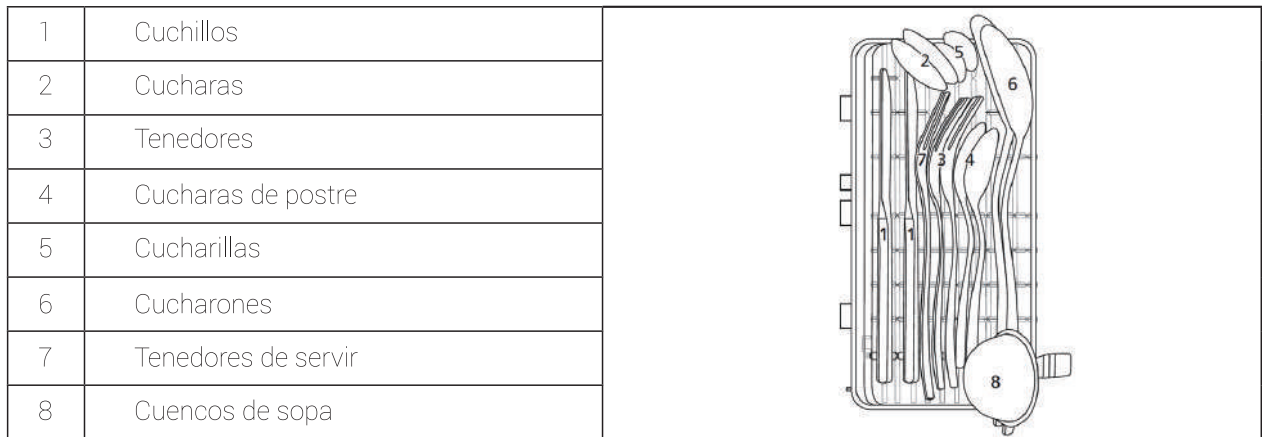 1 Cuchillos
2 Cucharas
3 Tenedores
4 Cucharas de postre
5 Cucharillas
6 Cucharones
7 Tenedores de servir
8 Cuencos de sopa
2
5
6
7
3
4
1
1
8